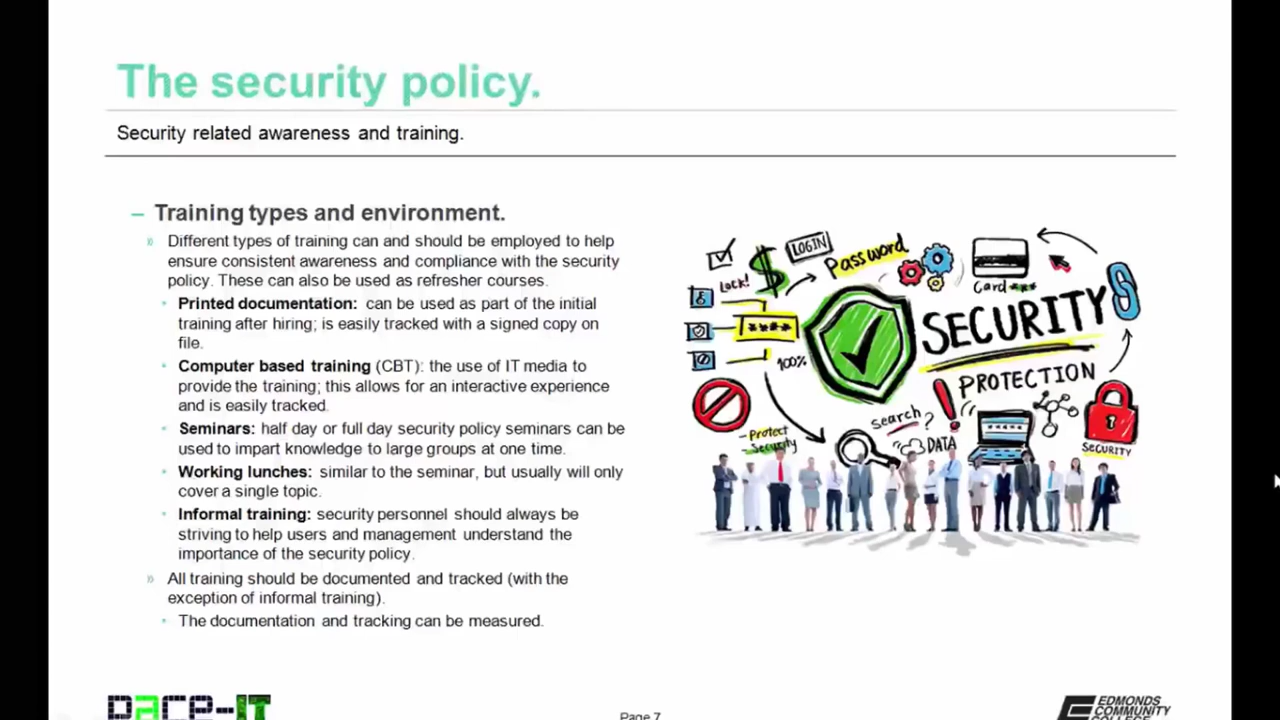 The security policy.
Security related awareness and training.
– Training types and environment.
» Different types of training can and should be employed to help
ensure consistent awareness and compliance with the security
policy. These can also be used as refresher courses.
• Printed documentation: can be used as part of the initial
training after hiring; is easily tracked with a signed copy on
file.
• Computer based training (CBT): the use of IT media to
provide the training; this allows for an interactive experience
and is easily tracked.
• Seminars: half day or full day security policy seminars can be
used to impart knowledge to large groups at one time.
• Working lunches: similar to the seminar, but usually will only
cover a single topic.
• Informal training: security personnel should always be
striving to help users and management understand the
importance of the security policy.
» All training should be documented and tracked (with the
exception of informal training).
• The documentation and tracking can be measured.
LOGIN
Password
Lock!
$
Card***
****
SECURITY
100%
PROTECTION
search
?
!
DATA
– Protect
– Security
SECURITY
pace-IT
Page 7
EDMONDS
COMMUNITY
COLLEGE